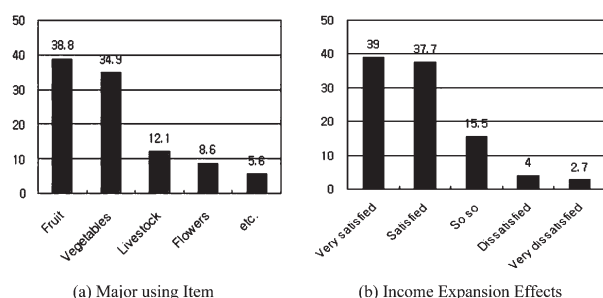 50
40
30
20
10
0
38.8
34.9
12.1
8.6
5.6
Fruit
Vegetables
Livestock
Flowers
etc.
(a) Major using Item
50
40
30
20
10
0
39
37.7
15.5
4
2.7
Very satisfied
Satisfied
So so
Dissatisfied
Very dissatisfied
(b) Income Expansion Effects